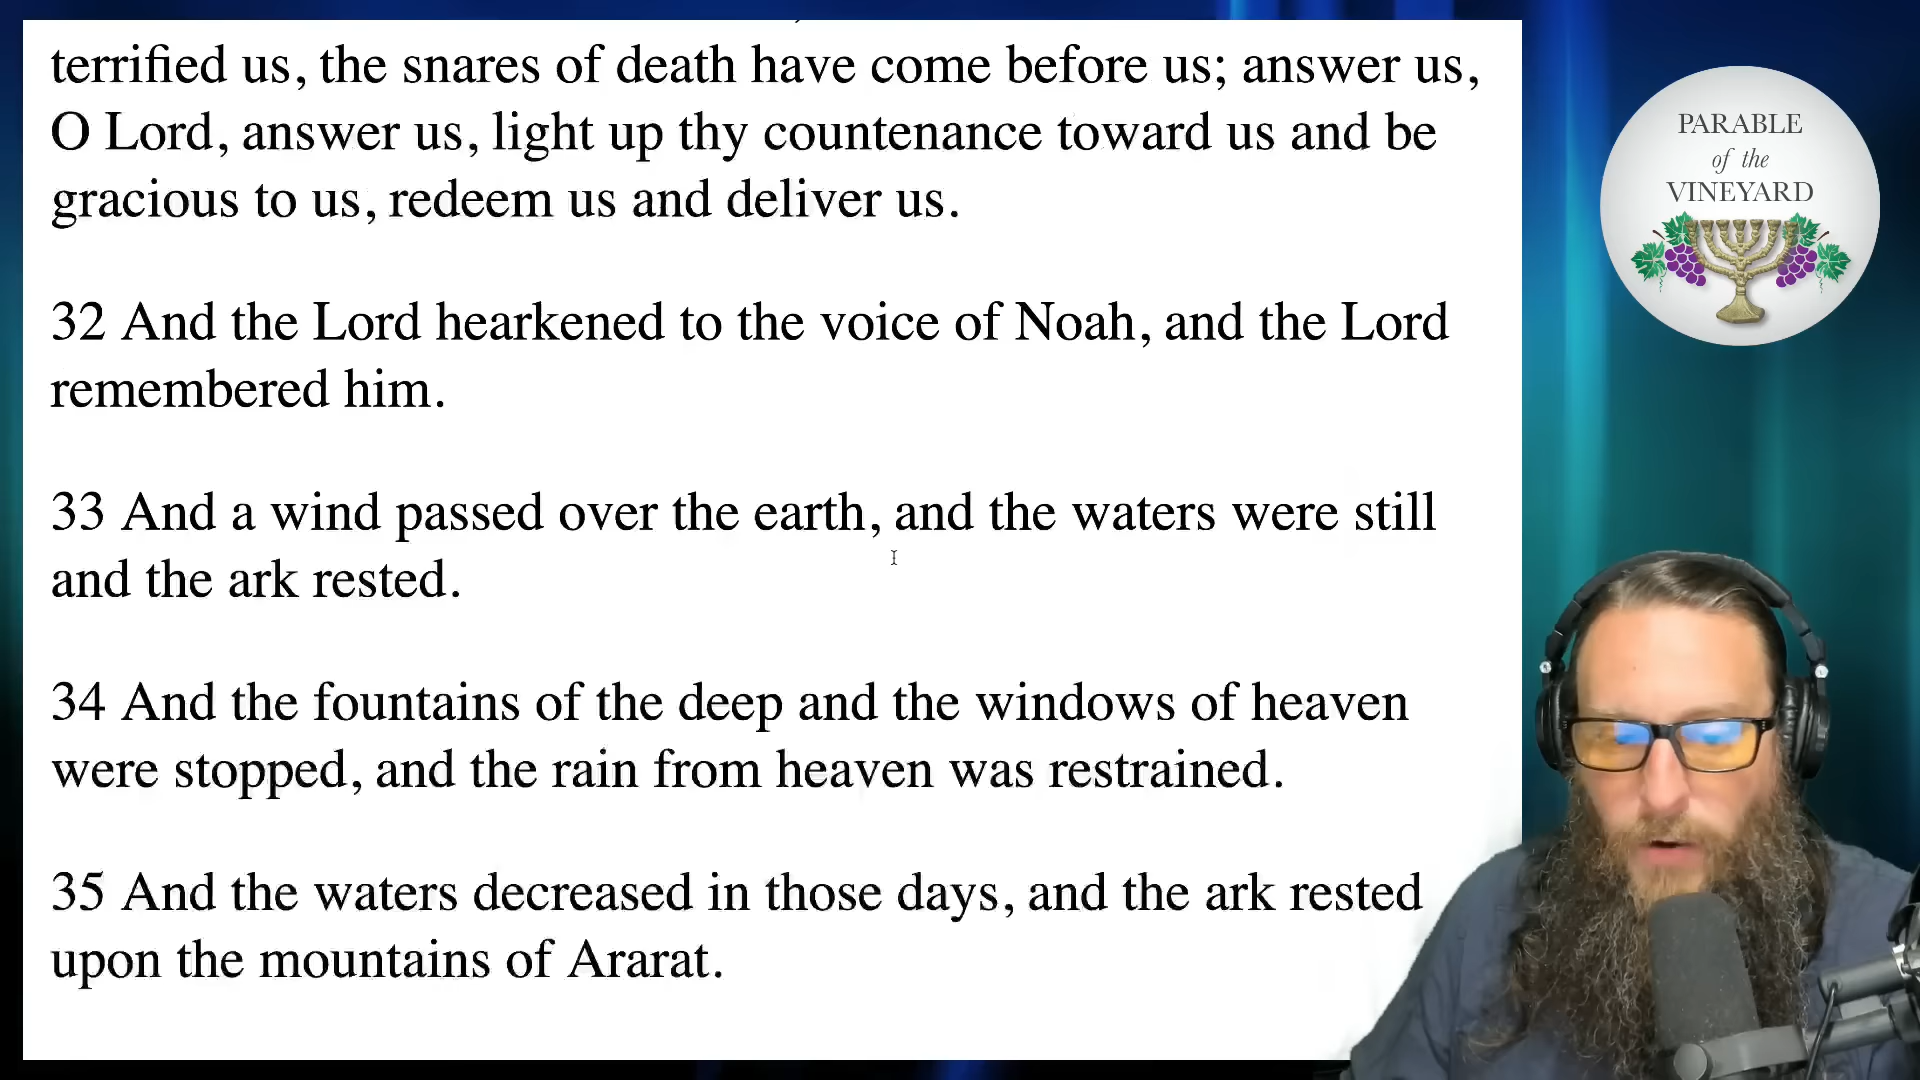 terrified us, the snares of death have come before us; answer us,
O Lord, answer us, light up thy countenance toward us and be
gracious to us, redeem us and deliver us.
32 And the Lord hearkened to the voice of Noah, and the Lord
remembered him.
33 And a wind passed over the earth, and the waters were still
and the ark rested.
34 And the fountains of the deep and the windows of heaven
were stopped, and the rain from heaven was restrained.
35 And the waters decreased in those days, and the ark rested
upon the mountains of Ararat.
PARABLE
of the
VINEYARD